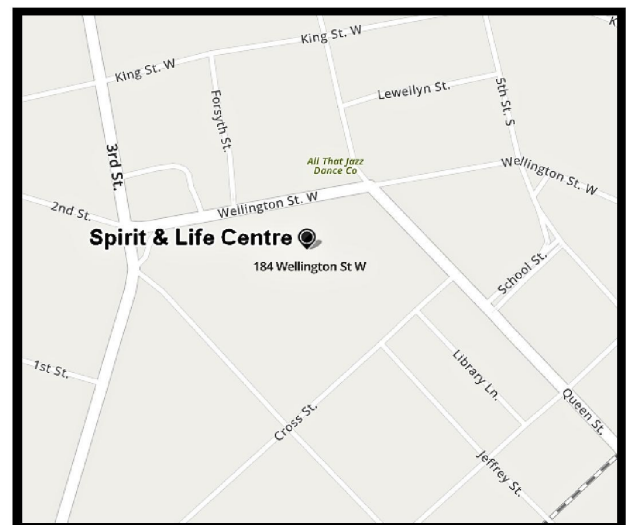 King St. W
King St. W
Lewellyn St.
5th St. S
Forsyth St.
3rd St.
All That Jazz
Dance Co
Wellington St. W
Wellington St. W
2nd St.
Spirit & Life Centre
184 Wellington St W
School St.
1st St.
Library Ln.
Queen St.
Cross St.
Jeffrey St.